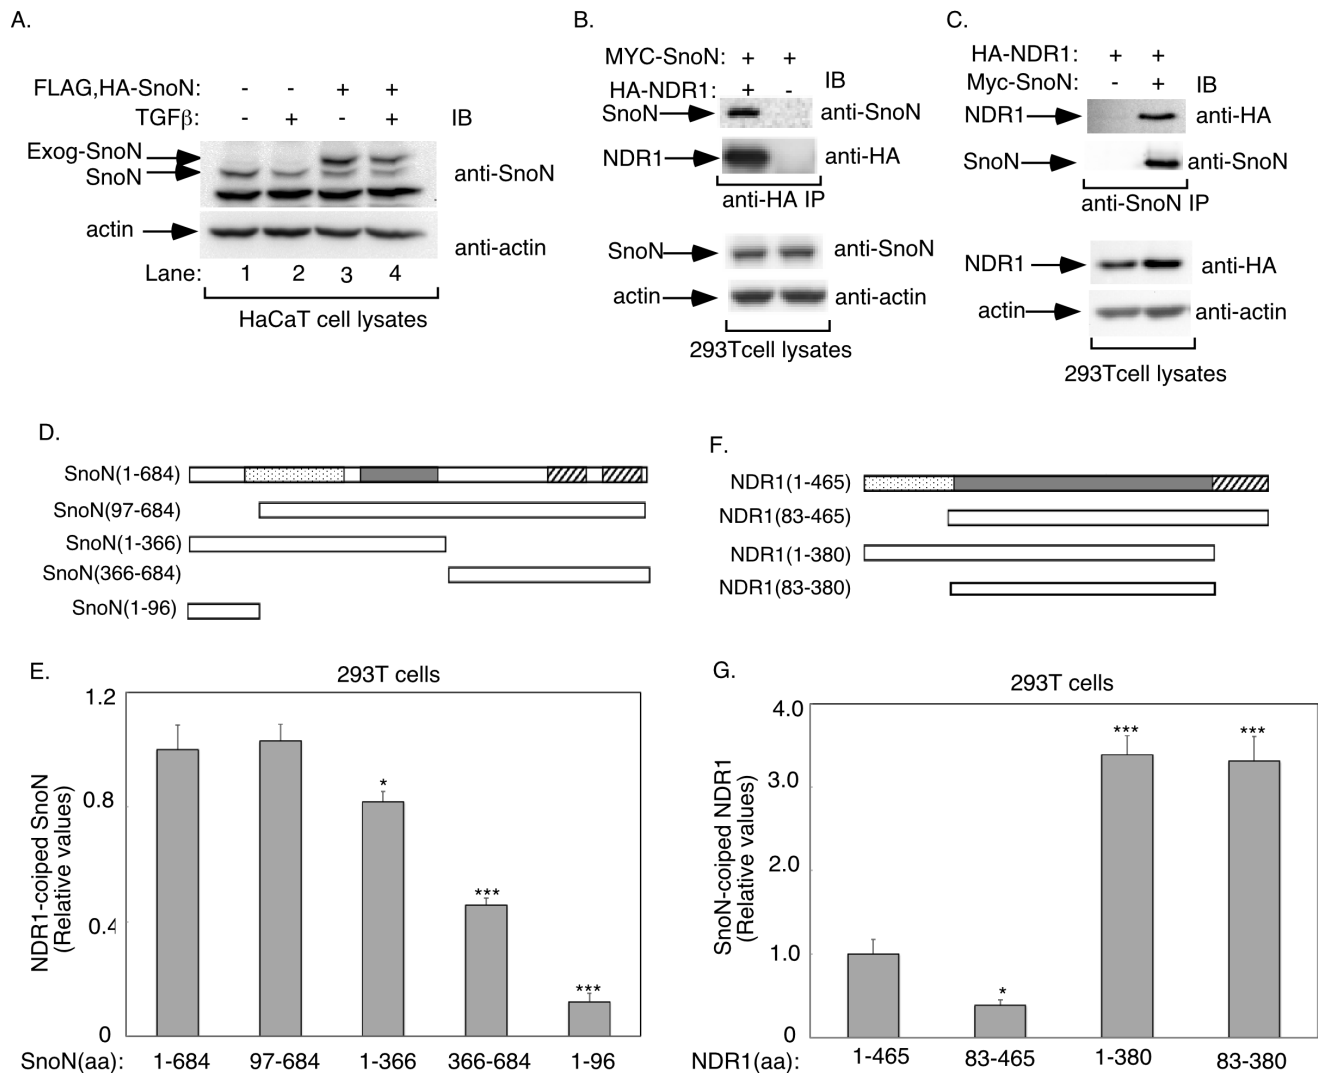 A.
FLAG,HA-SnoN: - - + +
TGFβ: - + - + IB
Exog-SnoN
SnoN
anti-SnoN
actin
anti-actin
Lane: 1 2 3 4
HaCaT cell lysates
B.
MYC-SnoN: + +
HA-NDR1: + - IB
SnoN anti-SnoN
NDR1 anti-HA
anti-HA IP
SnoN anti-SnoN
actin anti-actin
293Tcell lysates
C.
HA-NDR1: + +
Myc-SnoN: - + IB
NDR1 anti-HA
SnoN anti-SnoN
anti-SnoN IP
NDR1 anti-HA
actin anti-actin
293Tcell lysates
D.
SnoN(1-684)
SnoN(97-684)
SnoN(1-366)
SnoN(366-684)
SnoN(1-96)
F.
NDR1(1-465)
NDR1(83-465)
NDR1(1-380)
NDR1(83-380)
E.
293T cells
NDR1-coiped SnoN
(Relative values)
1.2
0.8
0.4
0
*
***
***
SnoN(aa): 1-684 97-684 1-366 366-684 1-96
G.
293T cells
SnoN-coiped NDR1
(Relative values)
4.0
3.0
2.0
1.0
0
*
***
***
NDR1(aa): 1-465 83-465 1-380 83-380